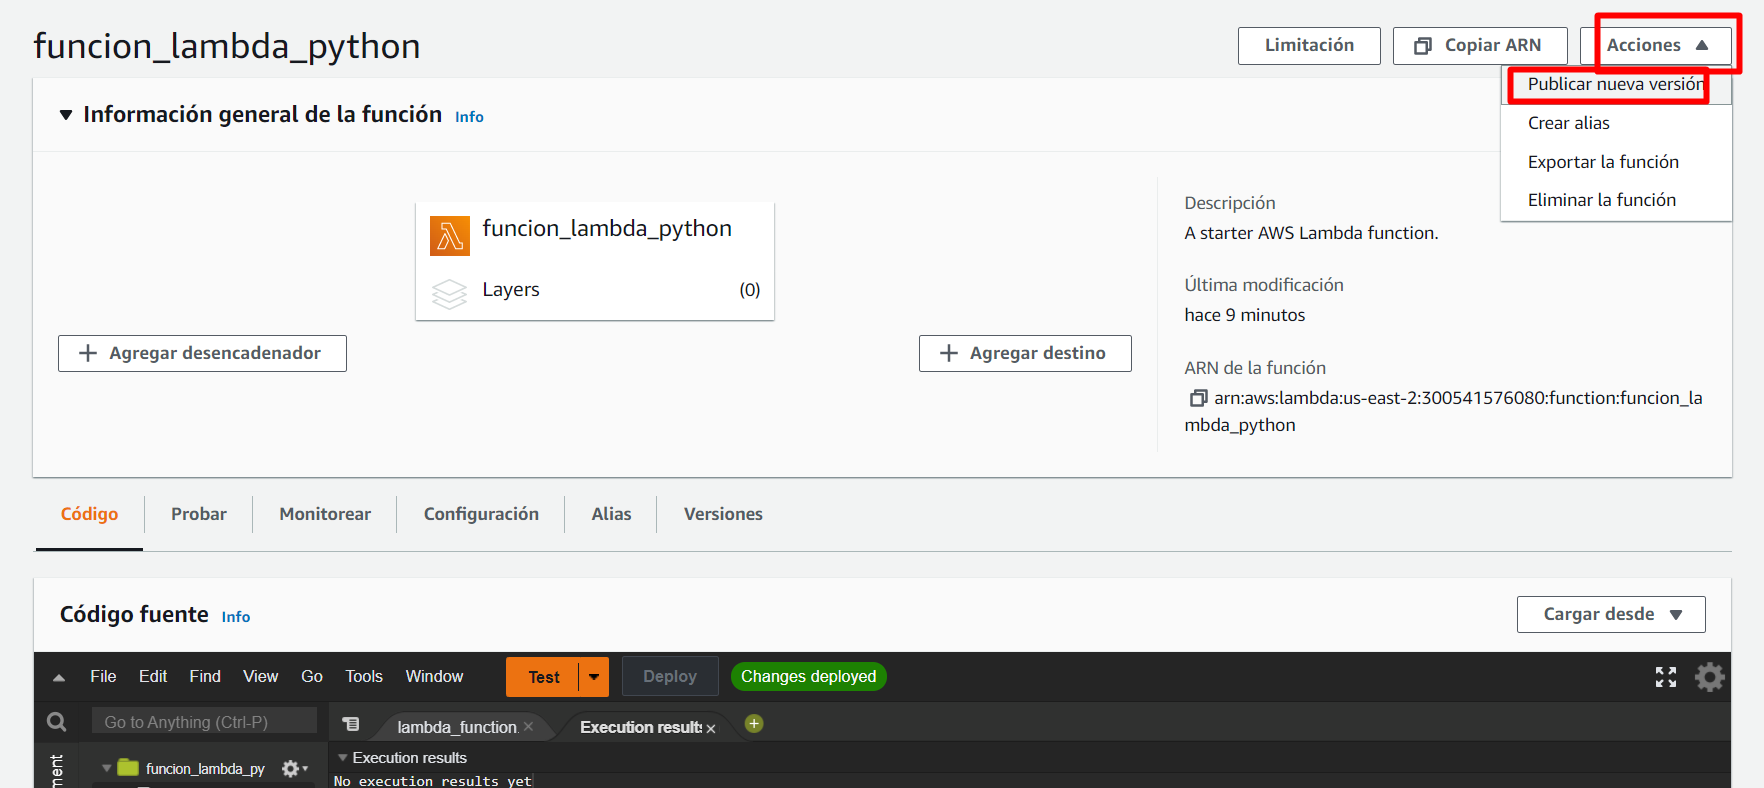 funcion_lambda_python
Limitación
Copiar ARN
Acciones
Publicar nueva versión
Crear alias
Exportar la función
Eliminar la función
Información general de la función Info
funcion_lambda_python
Layers (0)
Agregar desencadenador
Agregar destino
Descripción
A starter AWS Lambda function.
Última modificación
hace 9 minutos
ARN de la función
arn:aws:lambda:us-east-2:300541576080:function:funcion_la
mbda_python
Código Probar Monitorear Configuración Alias Versiones
Código fuente Info
Cargar desde
File Edit Find View Go Tools Window Test Deploy Changes deployed
Go to Anything (Ctrl-P)
lambda_function.
Execution results
funcion_lambda_py
Execution results
No execution results yet